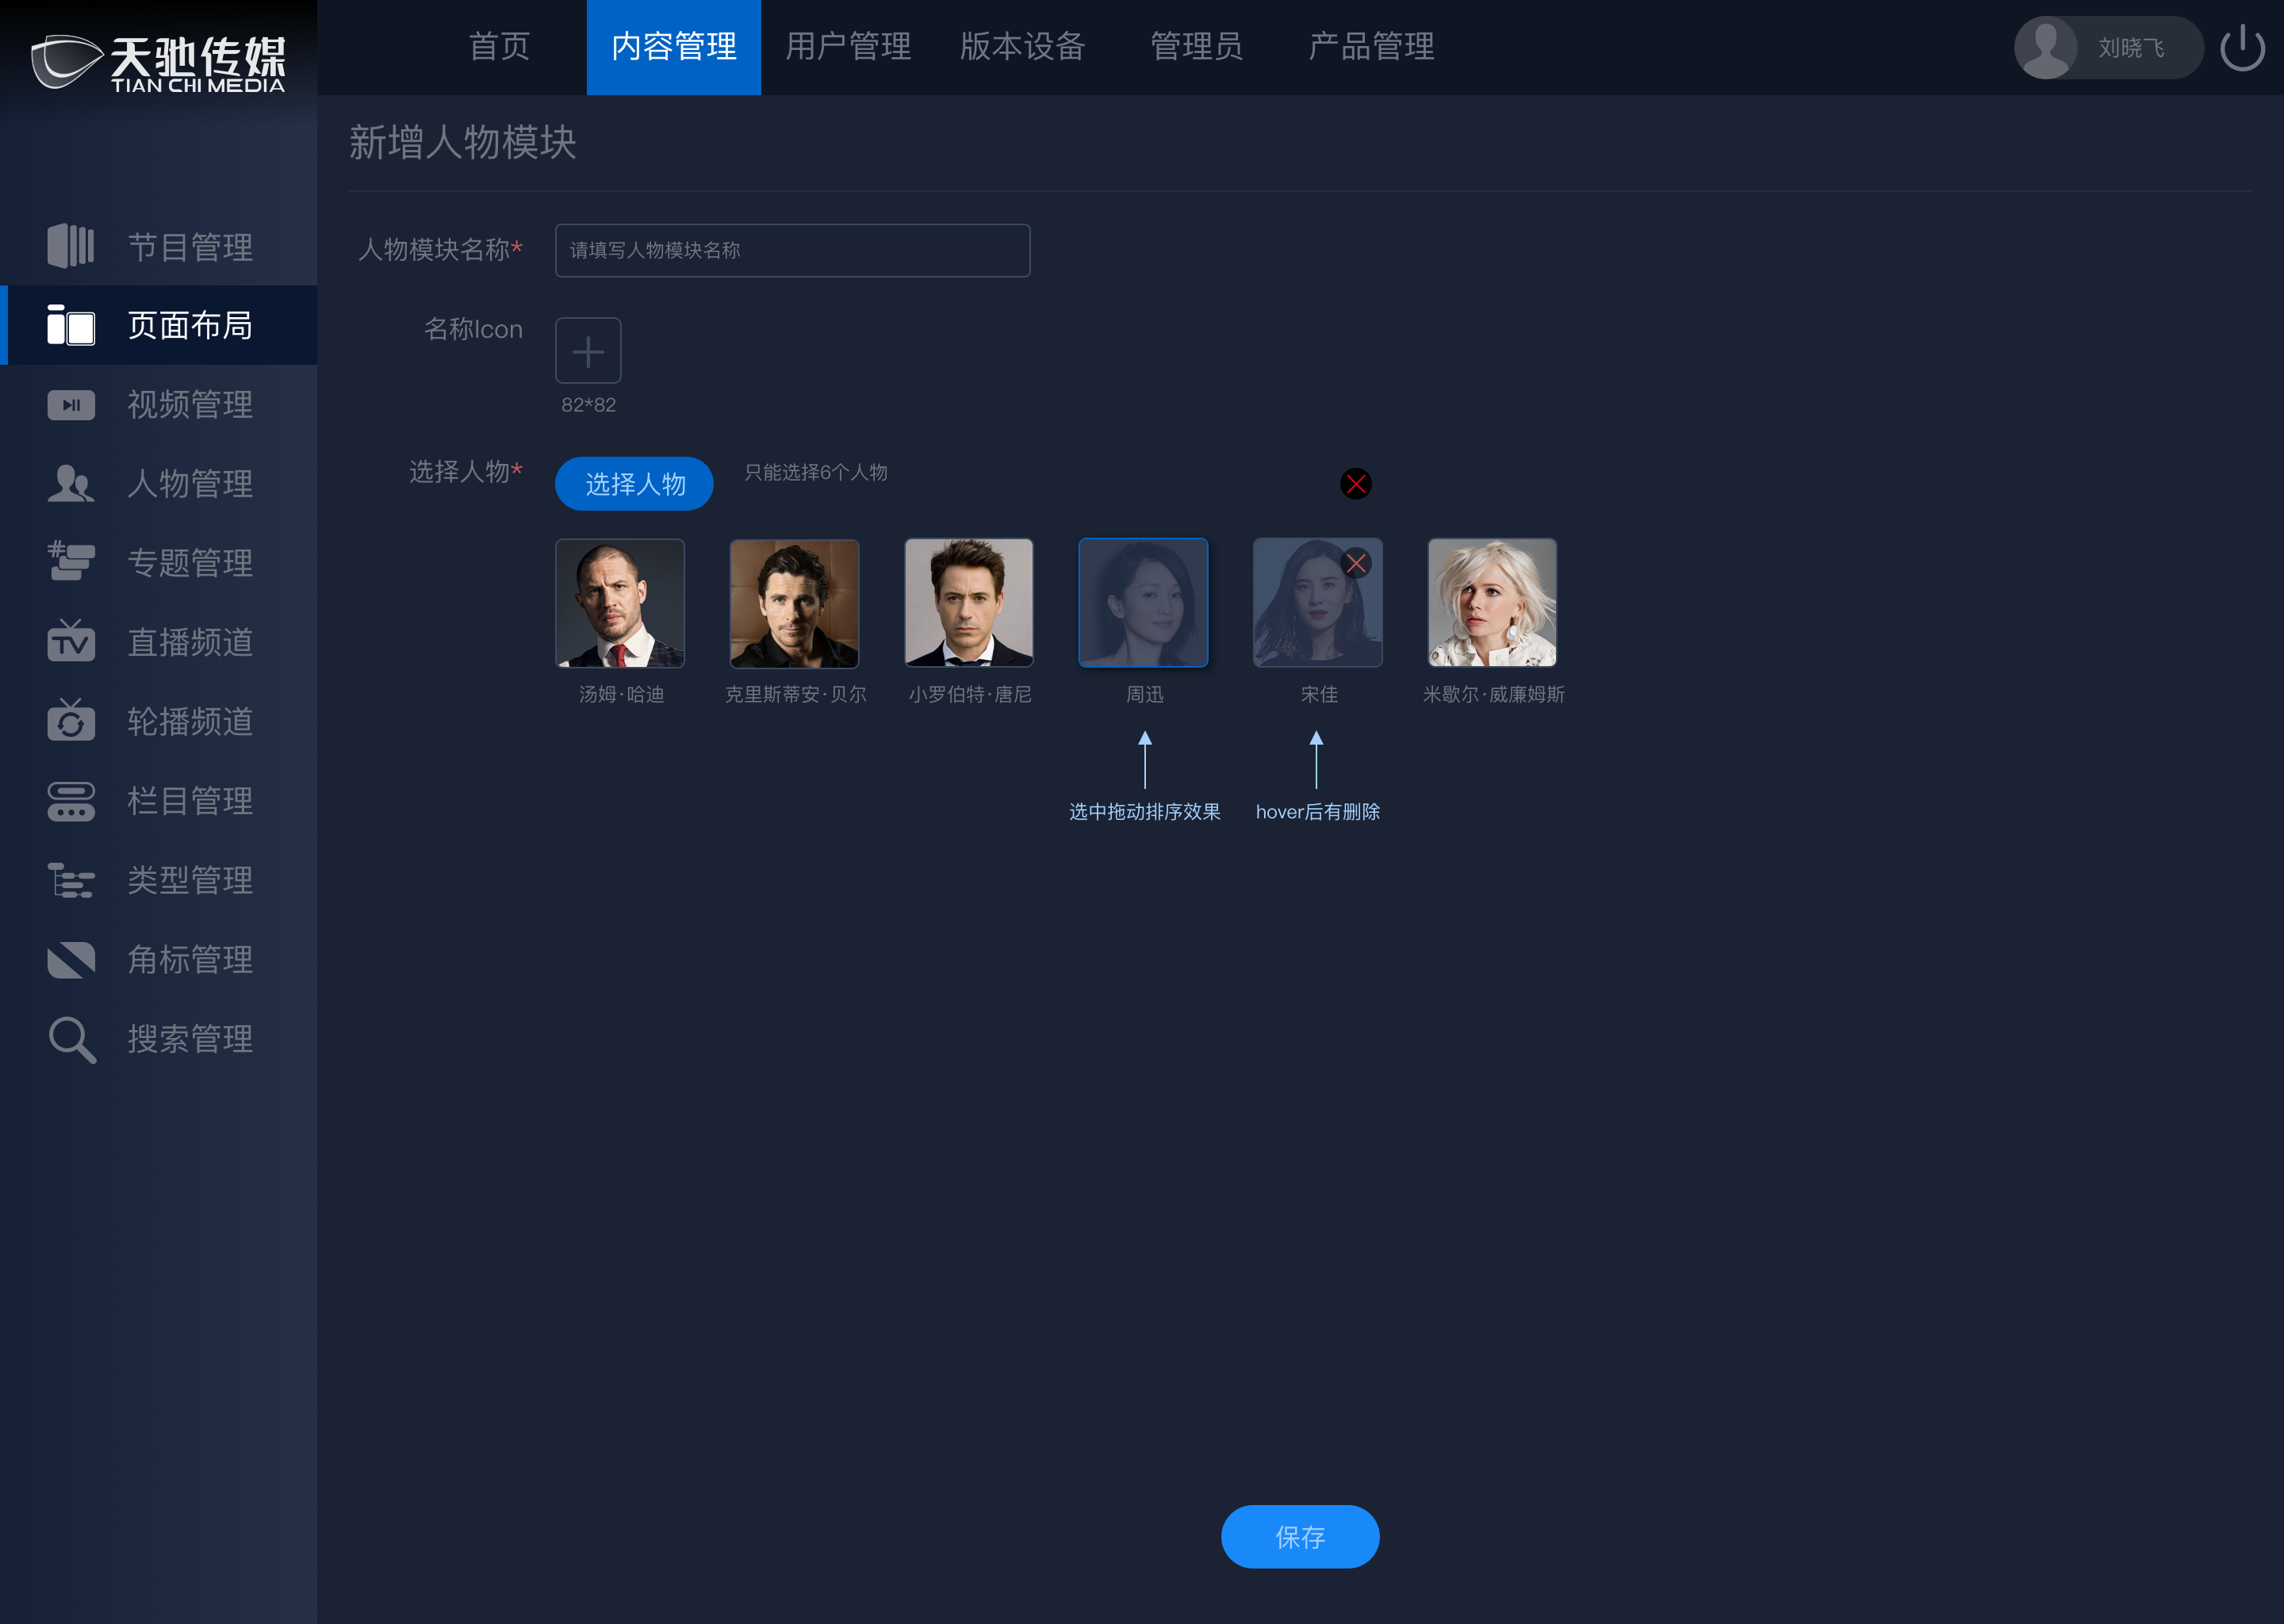 天驰传媒
TIAN CHI MEDIA
首页 内容管理 用户管理 版本设备 管理员 产品管理 刘晓飞
节目管理
页面布局
视频管理
人物管理
专题管理
TV 直播频道
轮播频道
栏目管理
类型管理
角标管理
搜索管理
新增人物模块
人物模块名称* 请填写人物模块名称
名称Icon
82*82
选择人物* 选择人物 只能选择6个人物
汤姆·哈迪 克里斯蒂安·贝尔 小罗伯特·唐尼 周迅 宋佳 米歇尔·威廉姆斯
选中拖动排序效果 hover后有删除
保存